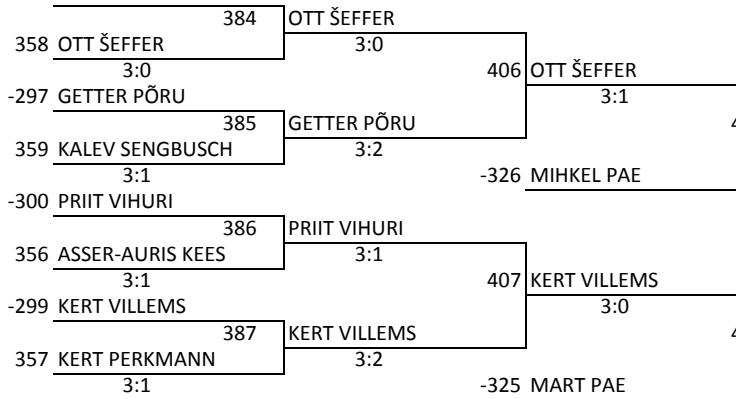 384 OTT ŠEFFER
358 OTT ŠEFFER 3:0
3:0 406 OTT ŠEFFER
-297 GETTER PÕRU 3:1
385 GETTER PÕRU 4
359 KALEV SENGBUSCH 3:2
3:1 -326 MIHKEL PAE
-300 PRIIT VIHURI
386 PRIIT VIHURI
356 ASSER-AURIS KEES 3:1
3:1 407 KERT VILLEMS
-299 KERT VILLEMS 3:0
387 KERT VILLEMS 4
357 KERT PERKMANN 3:2
3:1 -325 MART PAE